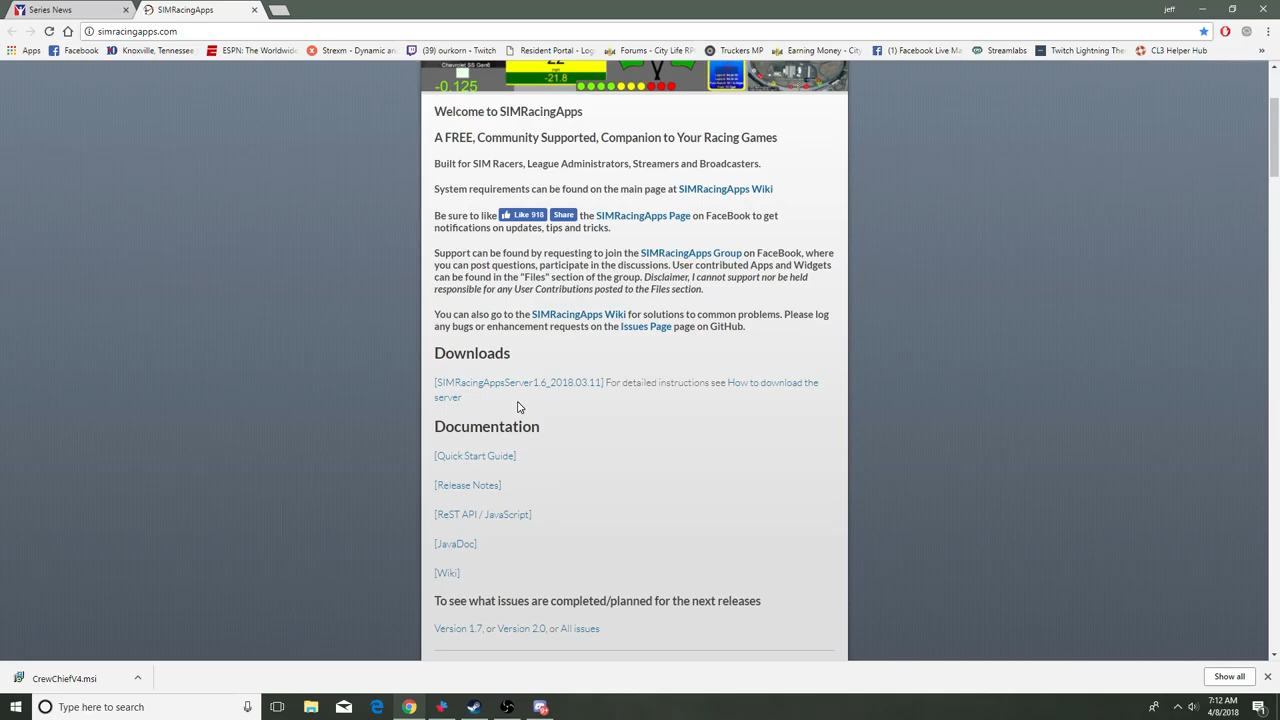 Series News
SIMRacingApps
jeff
simracingapps.com
Apps
Facebook
Knoxville, Tennessee
ESPN: The Worldwide
Strexm - Dynamic an
(39) ourkorn - Twitch
Resident Portal - Log
Forums - City Life RP
Truckers MP
Earning Money - City
(1) Facebook Live Ma
Streamlabs
Twitch Lightning The
CL3 Helper Hub
Chevrolet SS Gen6
-0.125
22
mph
-21.8
Welcome to SIMRacingApps
A FREE, Community Supported, Companion to Your Racing Games
Built for SIM Racers, League Administrators, Streamers and Broadcasters.
System requirements can be found on the main page at SIMRacingApps Wiki
Be sure to like Like 918 Share the SIMRacingApps Page on FaceBook to get
notifications on updates, tips and tricks.
Support can be found by requesting to join the SIMRacingApps Group on FaceBook, where
you can post questions, participate in the discussions. User contributed Apps and Widgets
can be found in the "Files" section of the group. Disclaimer, I cannot support nor be held
responsible for any User Contributions posted to the Files section.
You can also go to the SIMRacingApps Wiki for solutions to common problems. Please log
any bugs or enhancement requests on the Issues Page page on GitHub.
Downloads
[SIMRacingAppsServer1.6_2018.03.11] For detailed instructions see How to download the
server
Documentation
[Quick Start Guide]
[Release Notes]
[ReST API / JavaScript]
[JavaDoc]
[Wiki]
To see what issues are completed/planned for the next releases
Version 1.7, or Version 2.0, or All issues
CrewChiefV4.msi
Show all
Type here to search
7:12 AM
4/8/2018